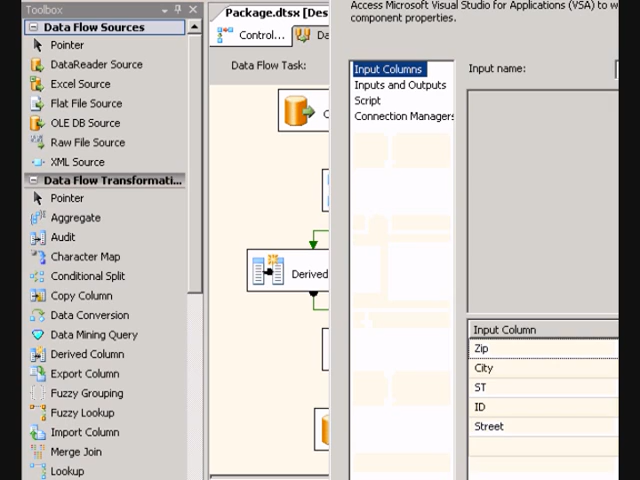 Toolbox
Data Flow Sources
Pointer
DataReader Source
Excel Source
Flat File Source
OLE DB Source
Raw File Source
XML Source
Data Flow Transformati...
Pointer
Aggregate
Audit
Character Map
Conditional Split
Copy Column
Data Conversion
Data Mining Query
Derived Column
Export Column
Fuzzy Grouping
Fuzzy Lookup
Import Column
Merge Join
Lookup
Package.dtsx [Des
Control...
Da
Data Flow Task:
Derived
Access Microsoft Visual Studio for Applications (VSA) to w
component properties.
Input Columns
Inputs and Outputs
Script
Connection Managers
Input name:
Input Column
Zip
City
ST
ID
Street